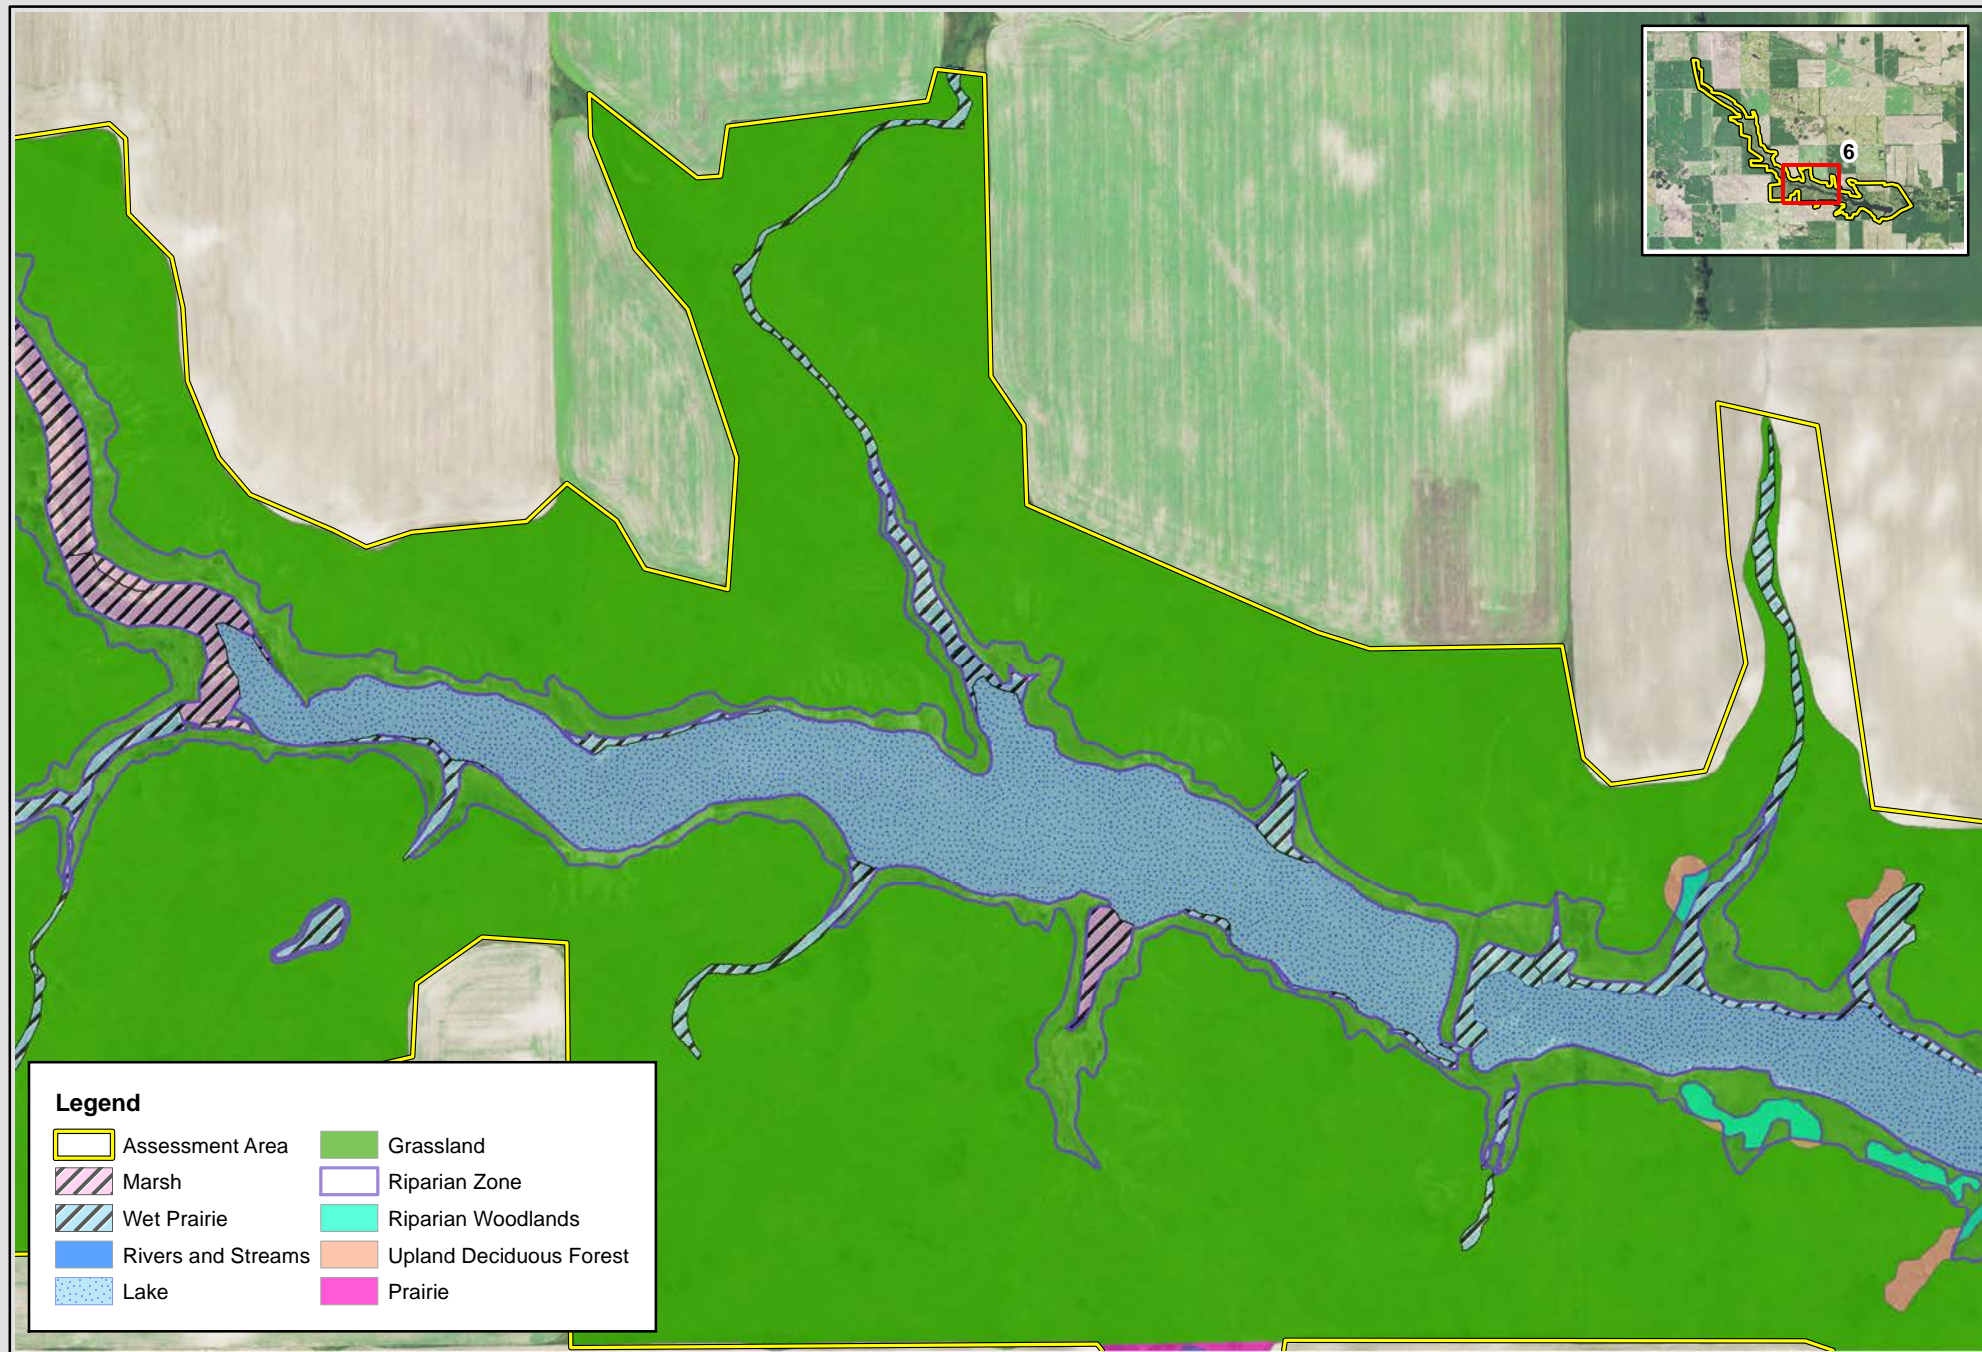 6
Legend
Assessment Area
Marsh
Wet Prairie
Rivers and Streams
Lake
Grassland
Riparian Zone
Riparian Woodlands
Upland Deciduous Forest
Prairie